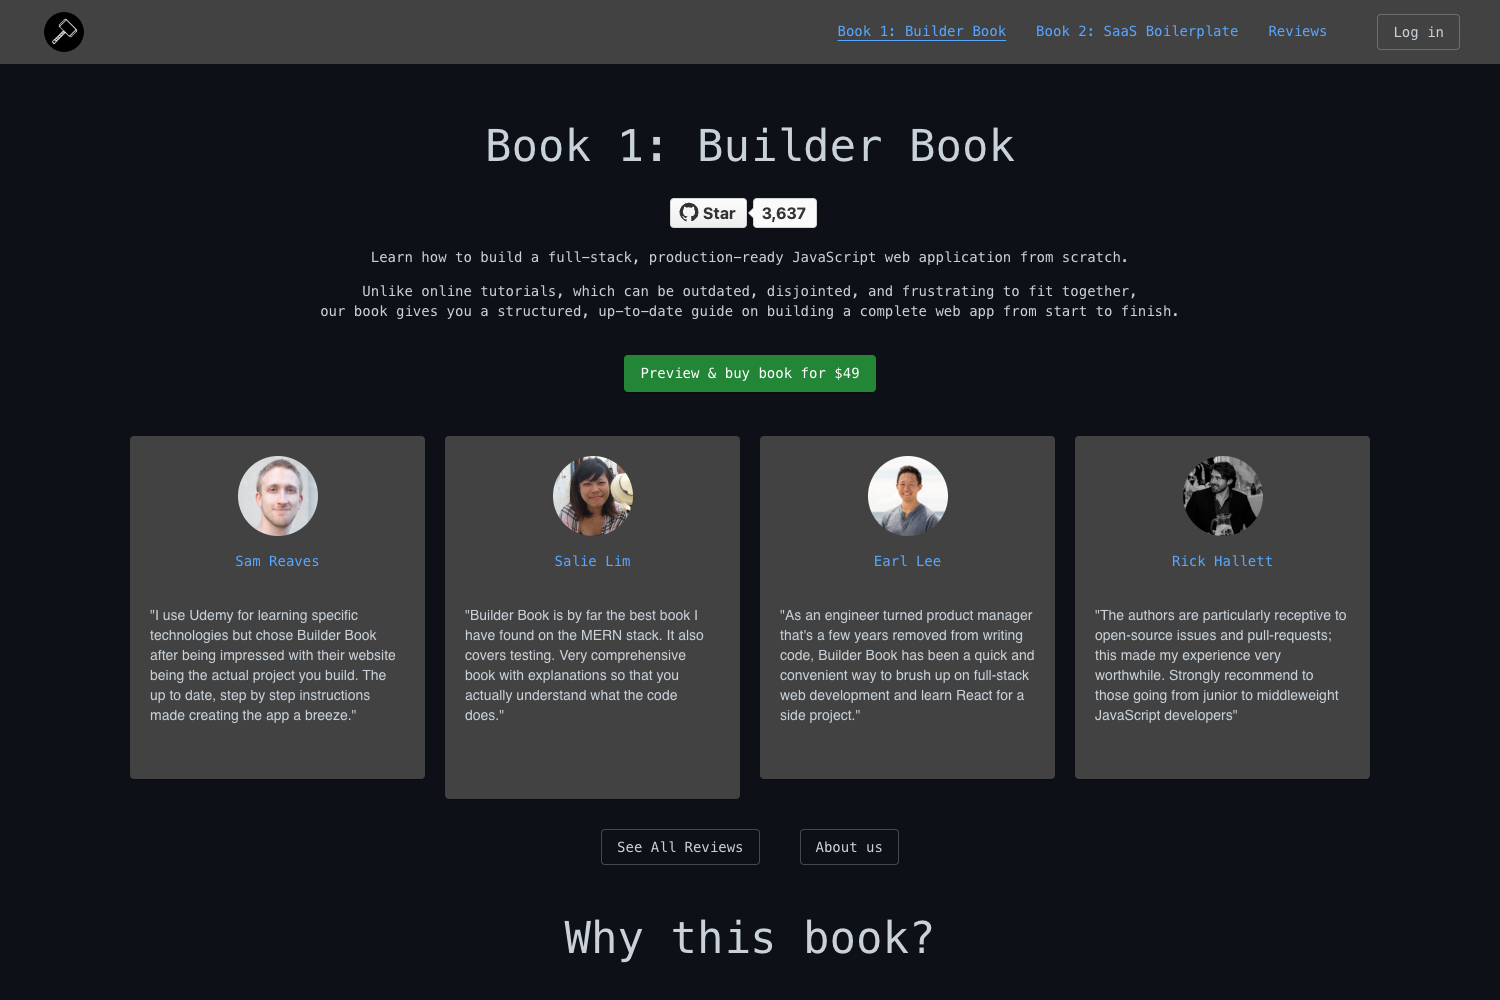 Book 1: Builder Book
Book 2: SaaS Boilerplate
Reviews
Log in
Book 1: Builder Book
Star
3,637
Learn how to build a full-stack, production-ready JavaScript web application from scratch.
Unlike online tutorials, which can be outdated, disjointed, and frustrating to fit together,
our book gives you a structured, up-to-date guide on building a complete web app from start to finish.
Preview & buy book for $49
Sam Reaves
"I use Udemy for learning specific
technologies but chose Builder Book
after being impressed with their website
being the actual project you build. The
up to date, step by step instructions
made creating the app a breeze."
Salie Lim
"Builder Book is by far the best book I
have found on the MERN stack. It also
covers testing. Very comprehensive
book with explanations so that you
actually understand what the code
does."
Earl Lee
"As an engineer turned product manager
that's a few years removed from writing
code, Builder Book has been a quick and
convenient way to brush up on full-stack
web development and learn React for a
side project."
Rick Hallett
"The authors are particularly receptive to
open-source issues and pull-requests;
this made my experience very
worthwhile. Strongly recommend to
those going from junior to middleweight
JavaScript developers"
See All Reviews
About us
Why this book?